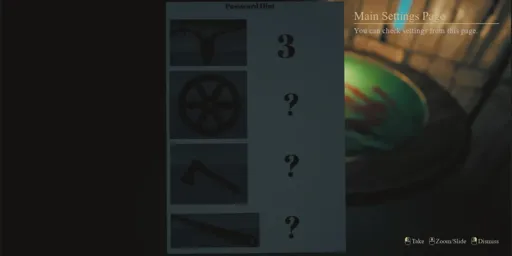 Password Hint
3
?
?
?
Main Settings Page
You can check settings from this page.
Take Zoom/Slide Dismiss